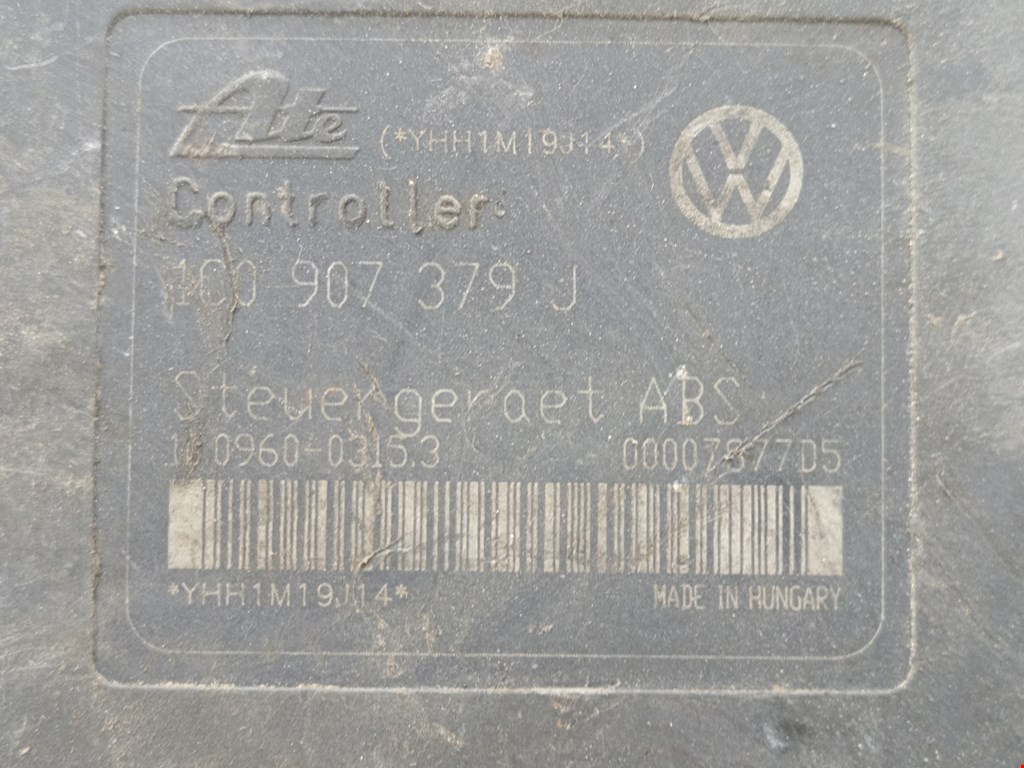 Ate (*YHH1M19J14*)
Controller:
1C0 907 379 J
Steuergeraet ABS
10.0960-0315.3 00007877D5
*YHH1M19J14* MADE IN HUNGARY